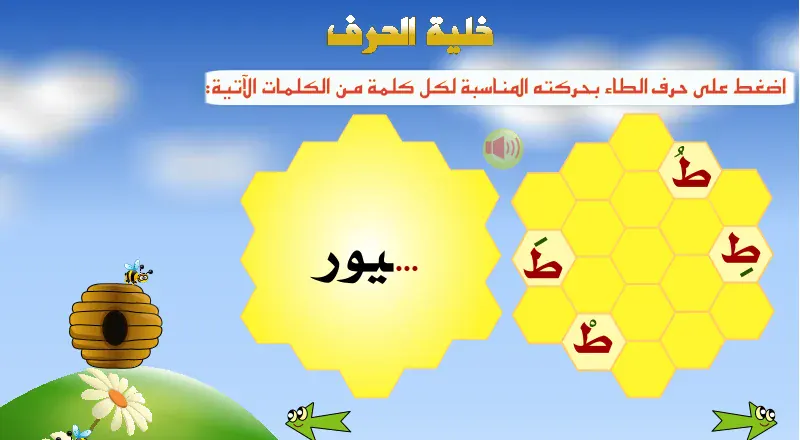 خلية الحرف
اضغط على حرف الطاء بحركته المناسبة لكل كلمة من الكلمات الآتية:
...يور
طُ
طِ
طَ
طْ